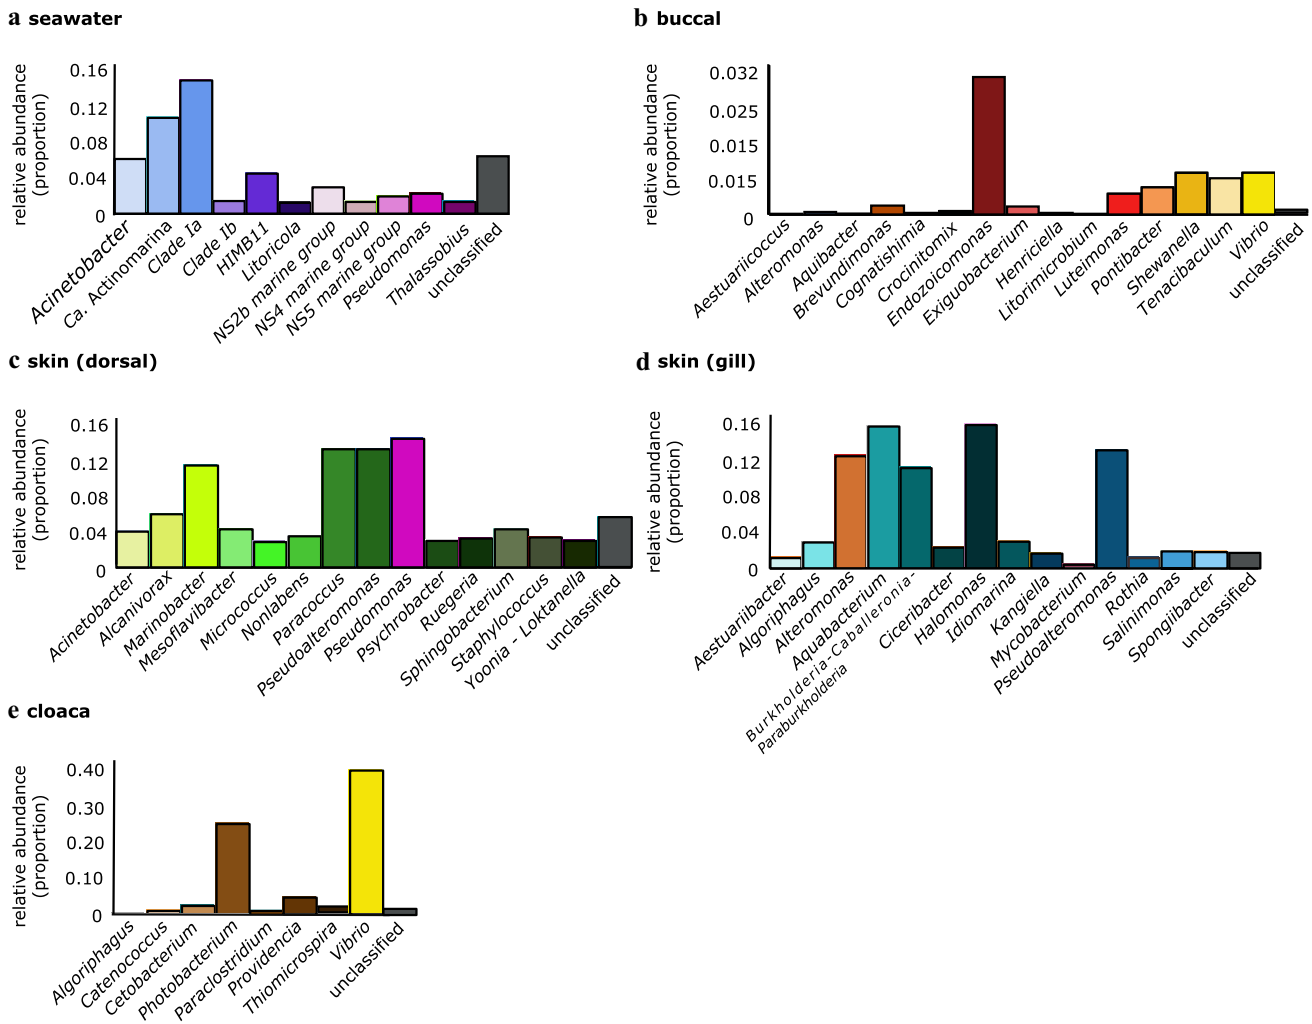 a seawater
relative abundance
(proportion)
0.16
0.12
0.08
0.04
0
Acinetobacter
Ca. Actinomarina
Clade Ia
Clade Ib
HIMB11
Litoricola
NS2b marine group
NS4 marine group
NS5 marine group
Pseudomonas
Thalassobius
unclassified
b buccal
relative abundance
(proportion)
0.032
0.025
0.015
0.015
0
Aestuariicoccus
Alteromonas
Aquibacter
Brevundimonas
Cognatishimia
Crocinitomix
Endozoicomonas
Exiguobacterium
Henriciella
Litorimicrobium
Luteimonas
Pontibacter
Shewanella
Tenacibaculum
Vibrio
unclassified
c skin (dorsal)
relative abundance
(proportion)
0.16
0.12
0.08
0.04
0
Acinetobacter
Alcanivorax
Marinobacter
Mesoflavibacter
Micrococcus
Nonlabens
Paracoccus
Pseudoalteromonas
Pseudomonas
Psychrobacter
Ruegeria
Sphingobacterium
Staphylococcus
Yoonia - Loktanella
unclassified
d skin (gill)
relative abundance
(proportion)
0.16
0.12
0.08
0.04
0
Aestuariibacter
Algoriphagus
Alteromonas
Aquabacterium
Burkholderia-Caballeronia-
Paraburkholderia
Ciceribacter
Halomonas
Idiomarina
Kangiella
Mycobacterium
Pseudoalteromonas
Rothia
Salinimonas
Spongiibacter
unclassified
e cloaca
relative abundance
(proportion)
0.40
0.30
0.20
0.10
0
Algoriphagus
Catenococcus
Cetobacterium
Photobacterium
Paraclostridium
Providencia
Thiomicrospira
Vibrio
unclassified